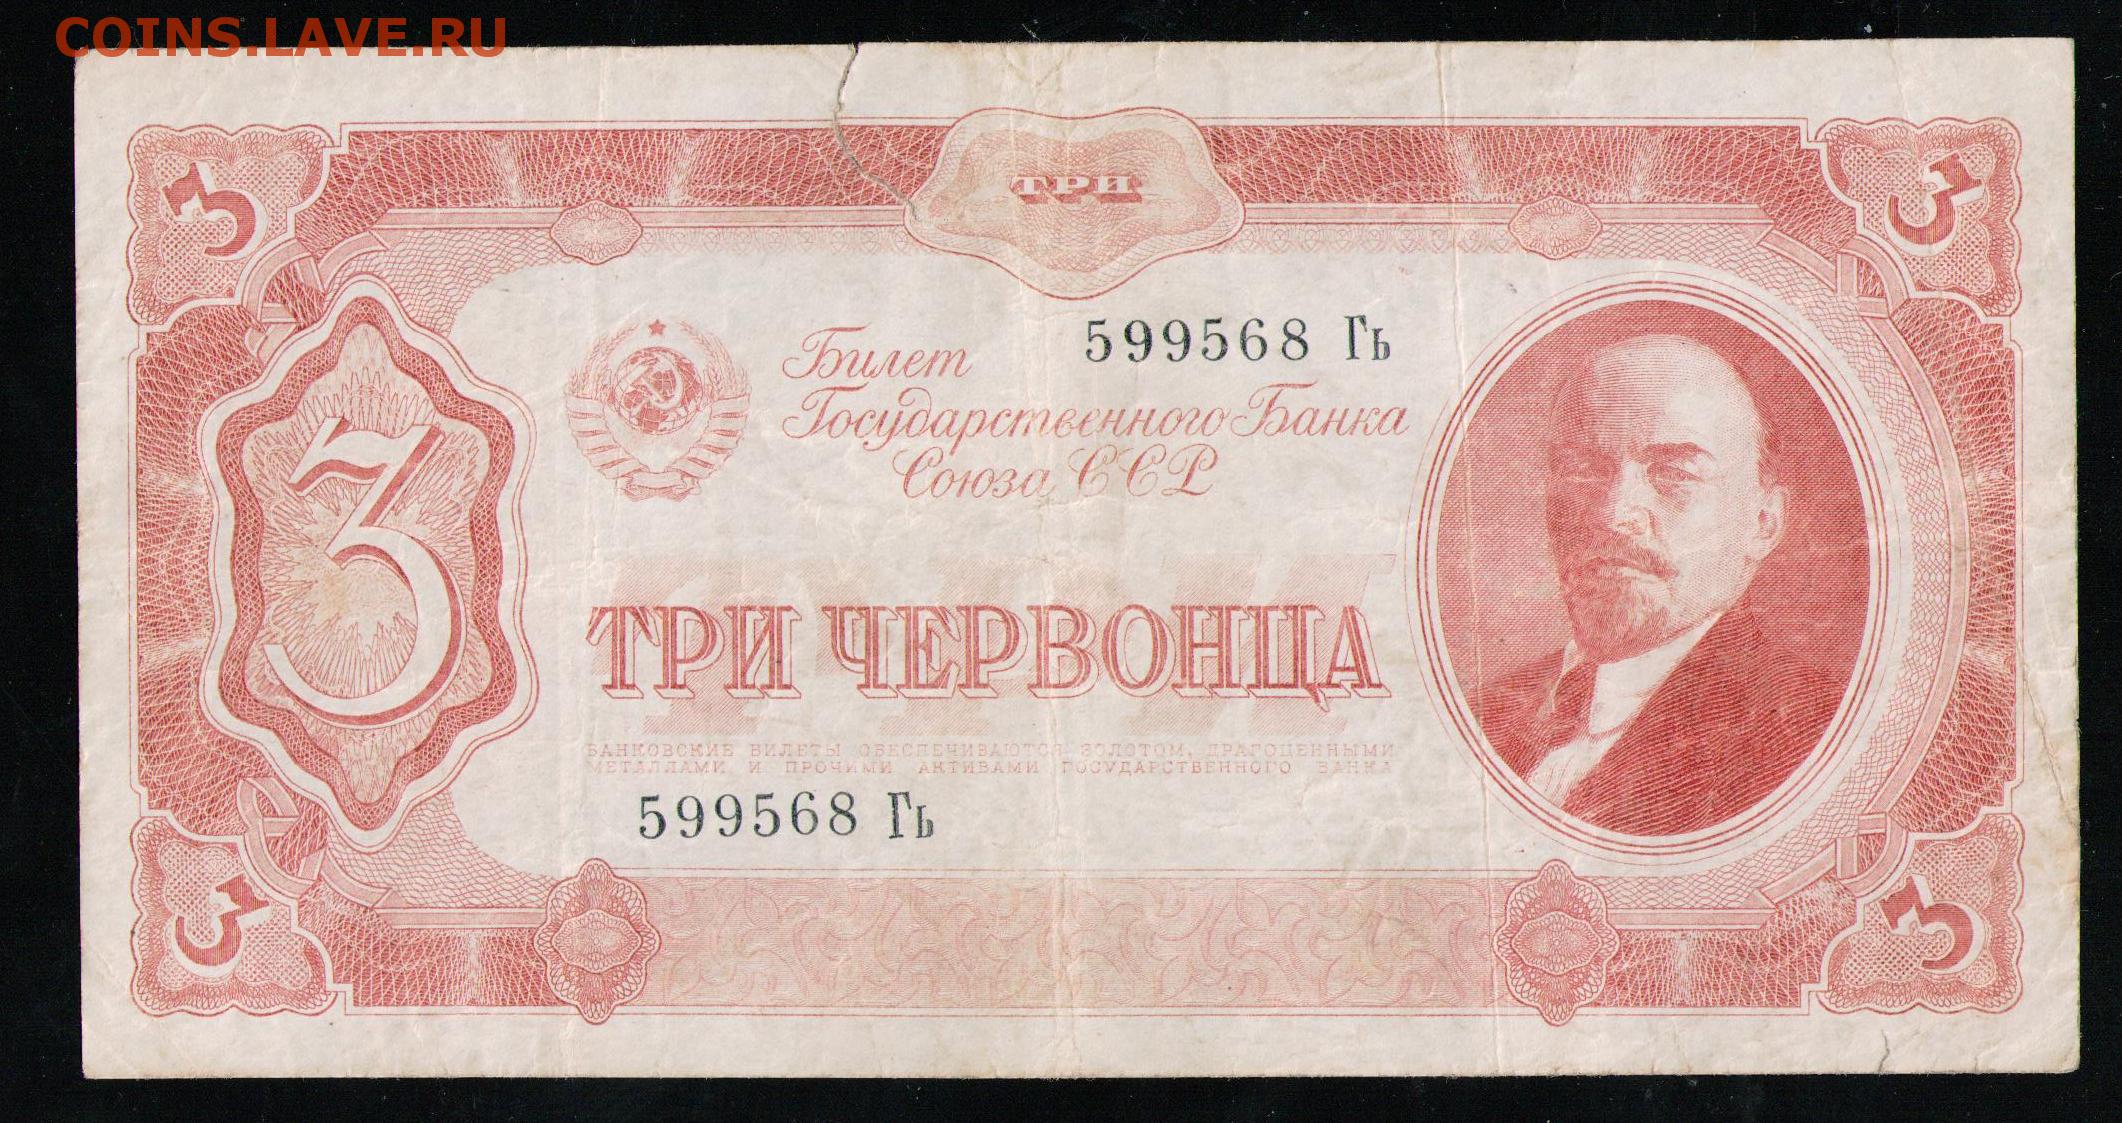 COINS.LAVE.RU
3
ТРИ
3
599568 Гь
Билет
Государственного Банка
Союза ССР
3
ТРИ
ТРИ ЧЕРВОНЦА
БАНКОВСКИЕ БИЛЕТЫ ОБЕСПЕЧИВАЮТСЯ ЗОЛОТОМ, ДРАГОЦЕННЫМИ
МЕТАЛЛАМИ И ПРОЧИМИ АКТИВАМИ ГОСУДАРСТВЕННОГО БАНКА
599568 Гь
3
3